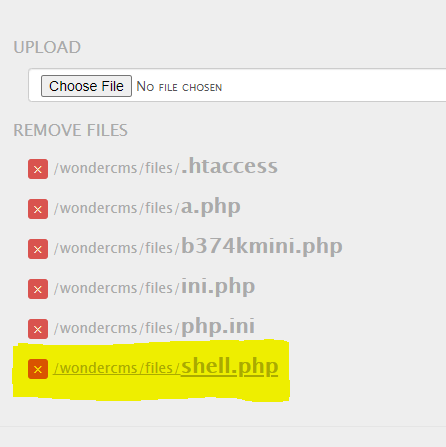 UPLOAD
Choose File No file chosen
REMOVE FILES
× /wondercms/files/.htaccess
× /wondercms/files/a.php
× /wondercms/files/b374kmini.php
× /wondercms/files/ini.php
× /wondercms/files/php.ini
× /wondercms/files/shell.php